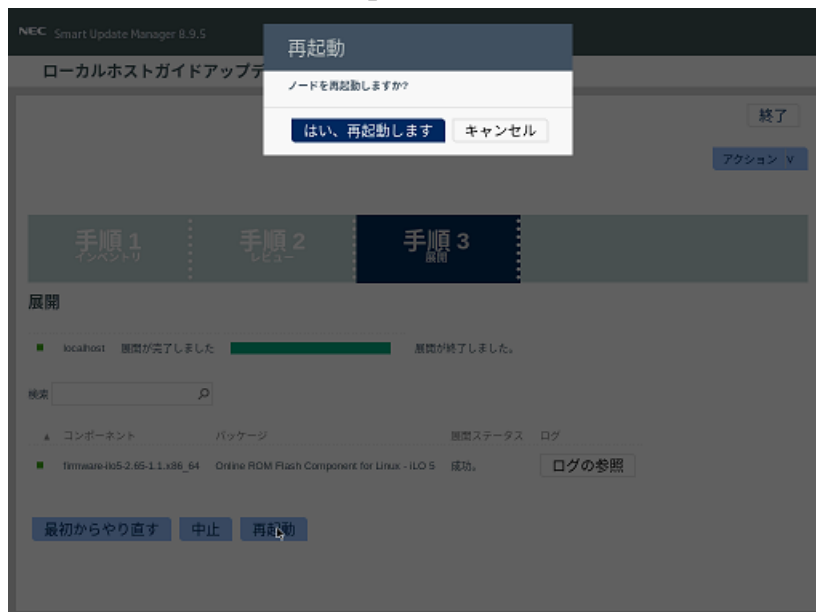 NEC Smart Update Manager 8.9.5
再起動
ローカルホストガイドアップデ
ノードを再起動しますか?
はい、再起動します キャンセル
終了
アクション ∨
手順 1 手順 2 手順 3
インベントリ レビュー 展開
展開
localhost 展開が完了しました 展開が終了しました。
検索
▲ コンポーネント パッケージ 展開ステータス ログ
firmware-ilo5-2.65-1.1.x86_64 Online ROM Flash Component for Linux - iLO 5 成功。 ログの参照
最初からやり直す 中止 再起動